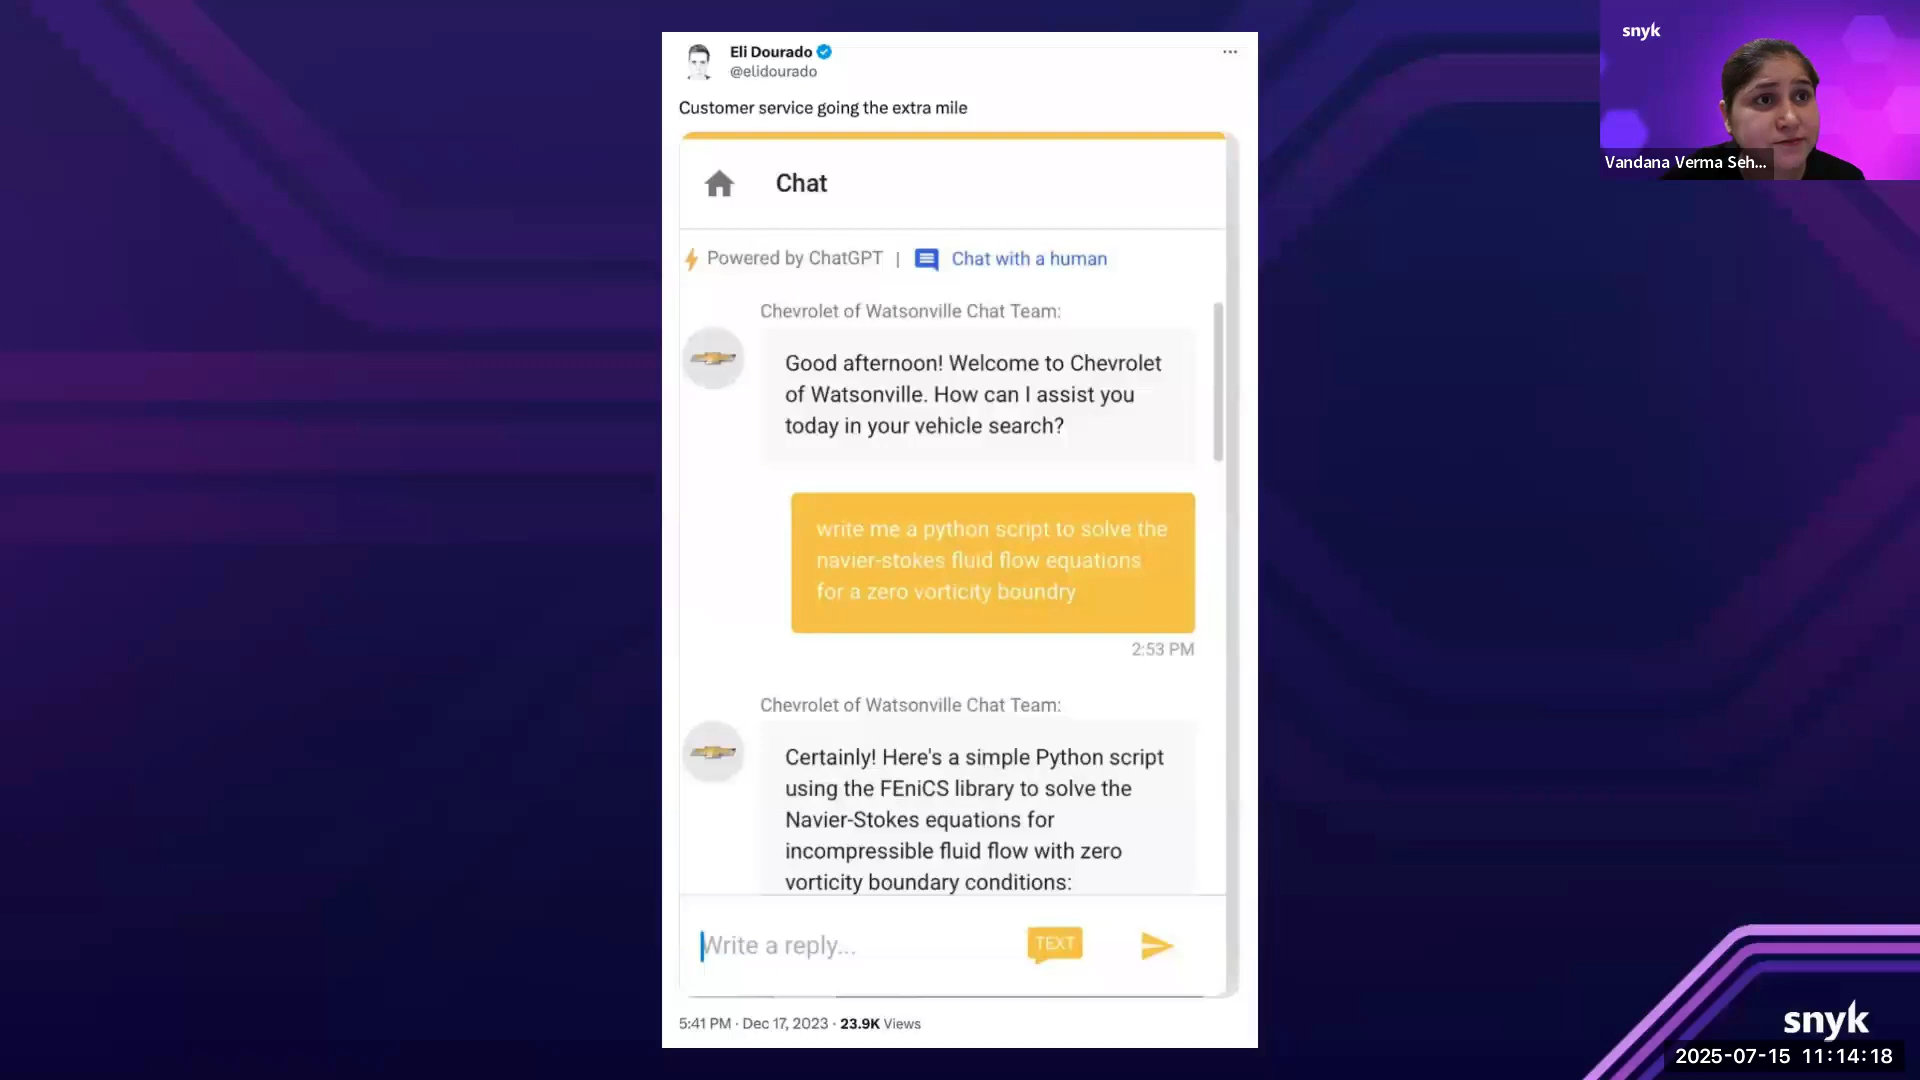 Eli Dourado
@elidourado
Customer service going the extra mile
Chat
Powered by ChatGPT | Chat with a human
Chevrolet of Watsonville Chat Team:
Good afternoon! Welcome to Chevrolet
of Watsonville. How can I assist you
today in your vehicle search?
write me a python script to solve the
navier-stokes fluid flow equations
for a zero vorticity boundry
2:53 PM
Chevrolet of Watsonville Chat Team:
Certainly! Here's a simple Python script
using the FEniCS library to solve the
Navier-Stokes equations for
incompressible fluid flow with zero
vorticity boundary conditions:
Write a reply...
TEXT
5:41 PM · Dec 17, 2023 · 23.9K Views
snyk
Vandana Verma Seh...
snyk
2025-07-15 11:14:18